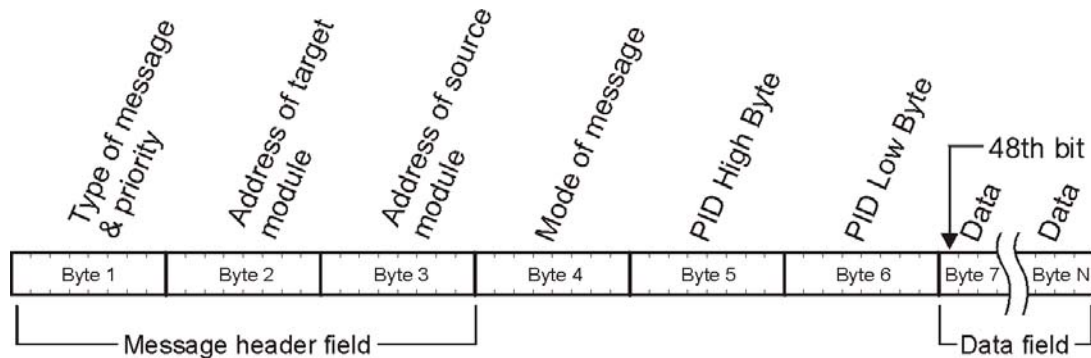 Type of message
& priority
Address of target
module
Address of source
module
Mode of message
PID High Byte
PID Low Byte
48th bit
Data
Data
Byte 1
Byte 2
Byte 3
Byte 4
Byte 5
Byte 6
Byte 7
Byte N
Message header field
Data field